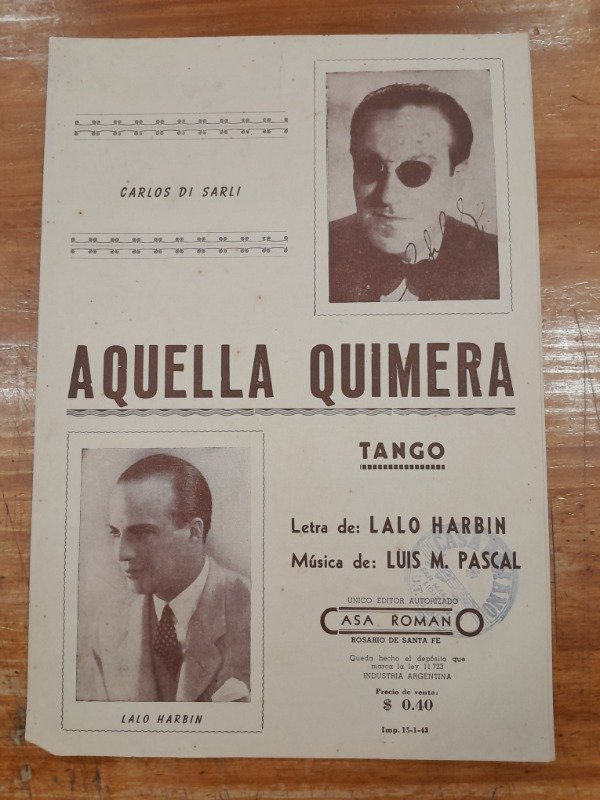 CARLOS DI SARLI
AQUELLA QUIMERA
TANGO
Letra de: LALO HARBIN
Música de: LUIS M. PASCAL
UNICO EDITOR AUTORIZADO
CASA ROMANO
ROSARIO DE SANTA FE
Queda hecho el depósito que
marca la ley 11.723
INDUSTRIA ARGENTINA
Precio de venta:
$ 0.40
Imp. 15-1-43
LALO HARBIN
CASA